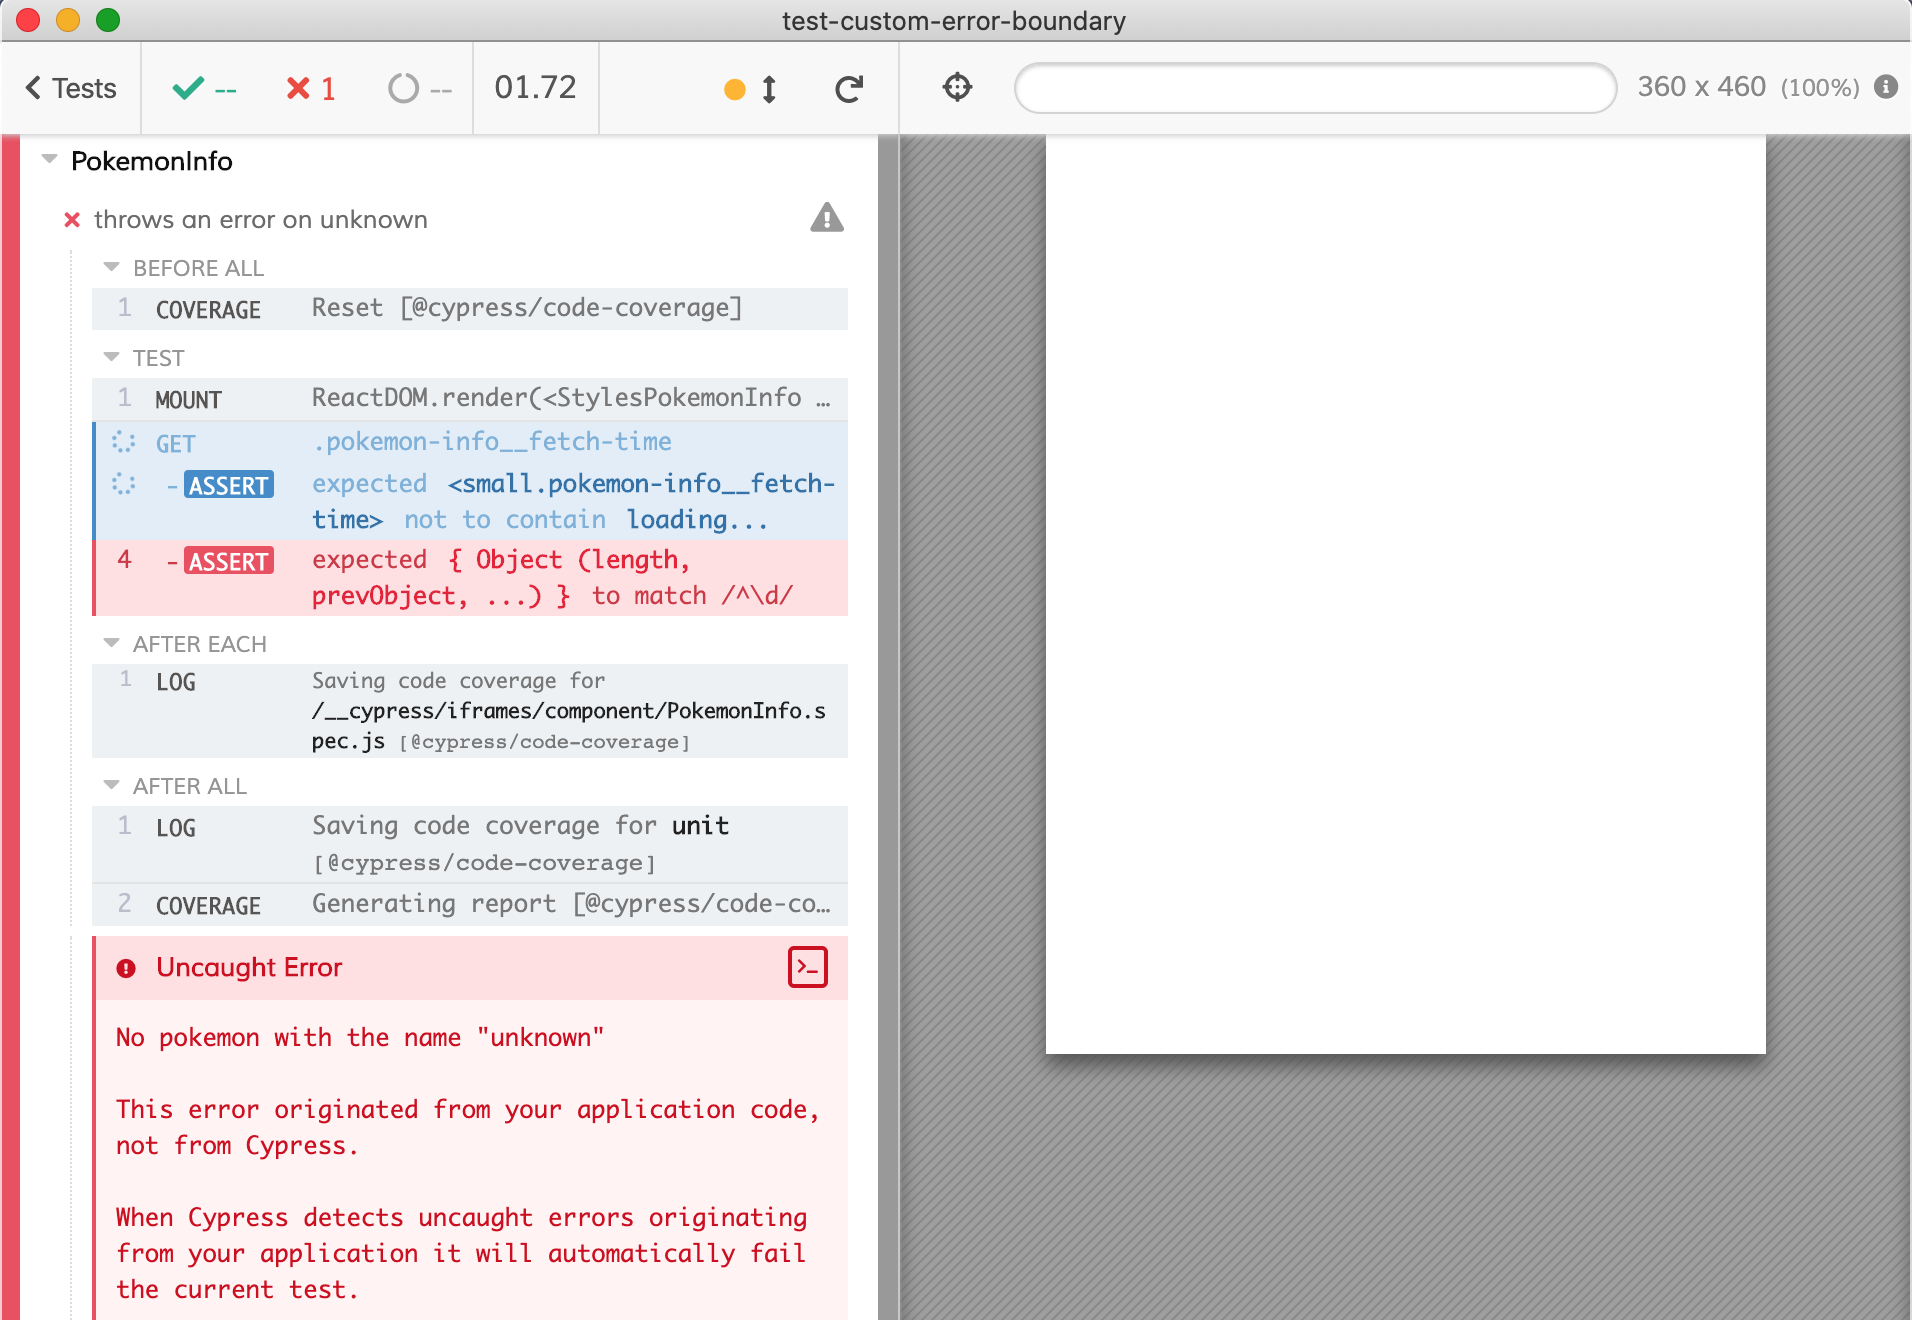 test-custom-error-boundary
Tests
--
1
--
01.72
360 x 460 (100%)
PokemonInfo
throws an error on unknown
BEFORE ALL
1 COVERAGE Reset [@cypress/code-coverage]
TEST
1 MOUNT ReactDOM.render(<StylesPokemonInfo …
GET .pokemon-info__fetch-time
-ASSERT expected <small.pokemon-info__fetch-
time> not to contain loading...
4 -ASSERT expected { Object (length,
prevObject, ...) } to match /^\d/
AFTER EACH
1 LOG Saving code coverage for
/__cypress/iframes/component/PokemonInfo.s
pec.js [@cypress/code-coverage]
AFTER ALL
1 LOG Saving code coverage for unit
[@cypress/code-coverage]
2 COVERAGE Generating report [@cypress/code-co…
Uncaught Error
No pokemon with the name "unknown"
This error originated from your application code,
not from Cypress.
When Cypress detects uncaught errors originating
from your application it will automatically fail
the current test.